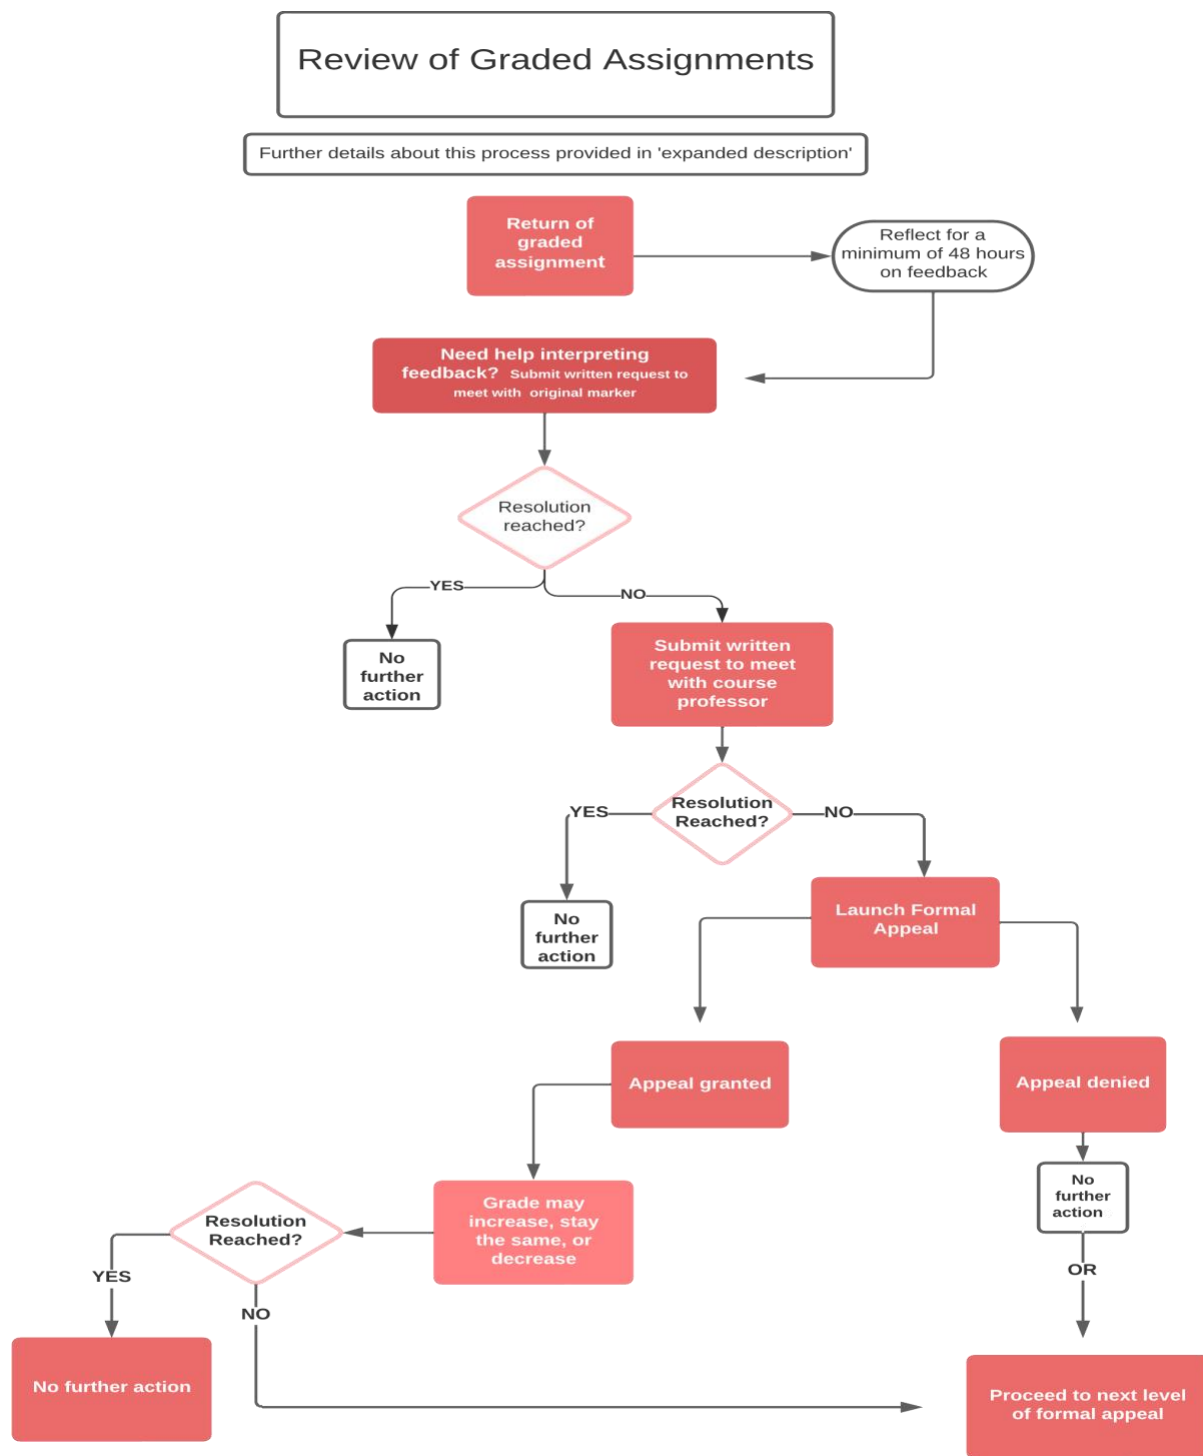 Review of Graded Assignments
Further details about this process provided in 'expanded description'
Return of
graded
assignment
Reflect for a
minimum of 48 hours
on feedback
Need help interpreting
feedback? Submit written request to
meet with original marker
Resolution
reached?
YES
NO
No
further
action
Submit written
request to meet
with course
professor
Resolution
Reached?
YES
NO
No
further
action
Launch Formal
Appeal
Appeal granted
Appeal denied
No
further
action
Grade may
increase, stay
the same, or
decrease
Resolution
Reached?
OR
YES
NO
No further action
Proceed to next level
of formal appeal